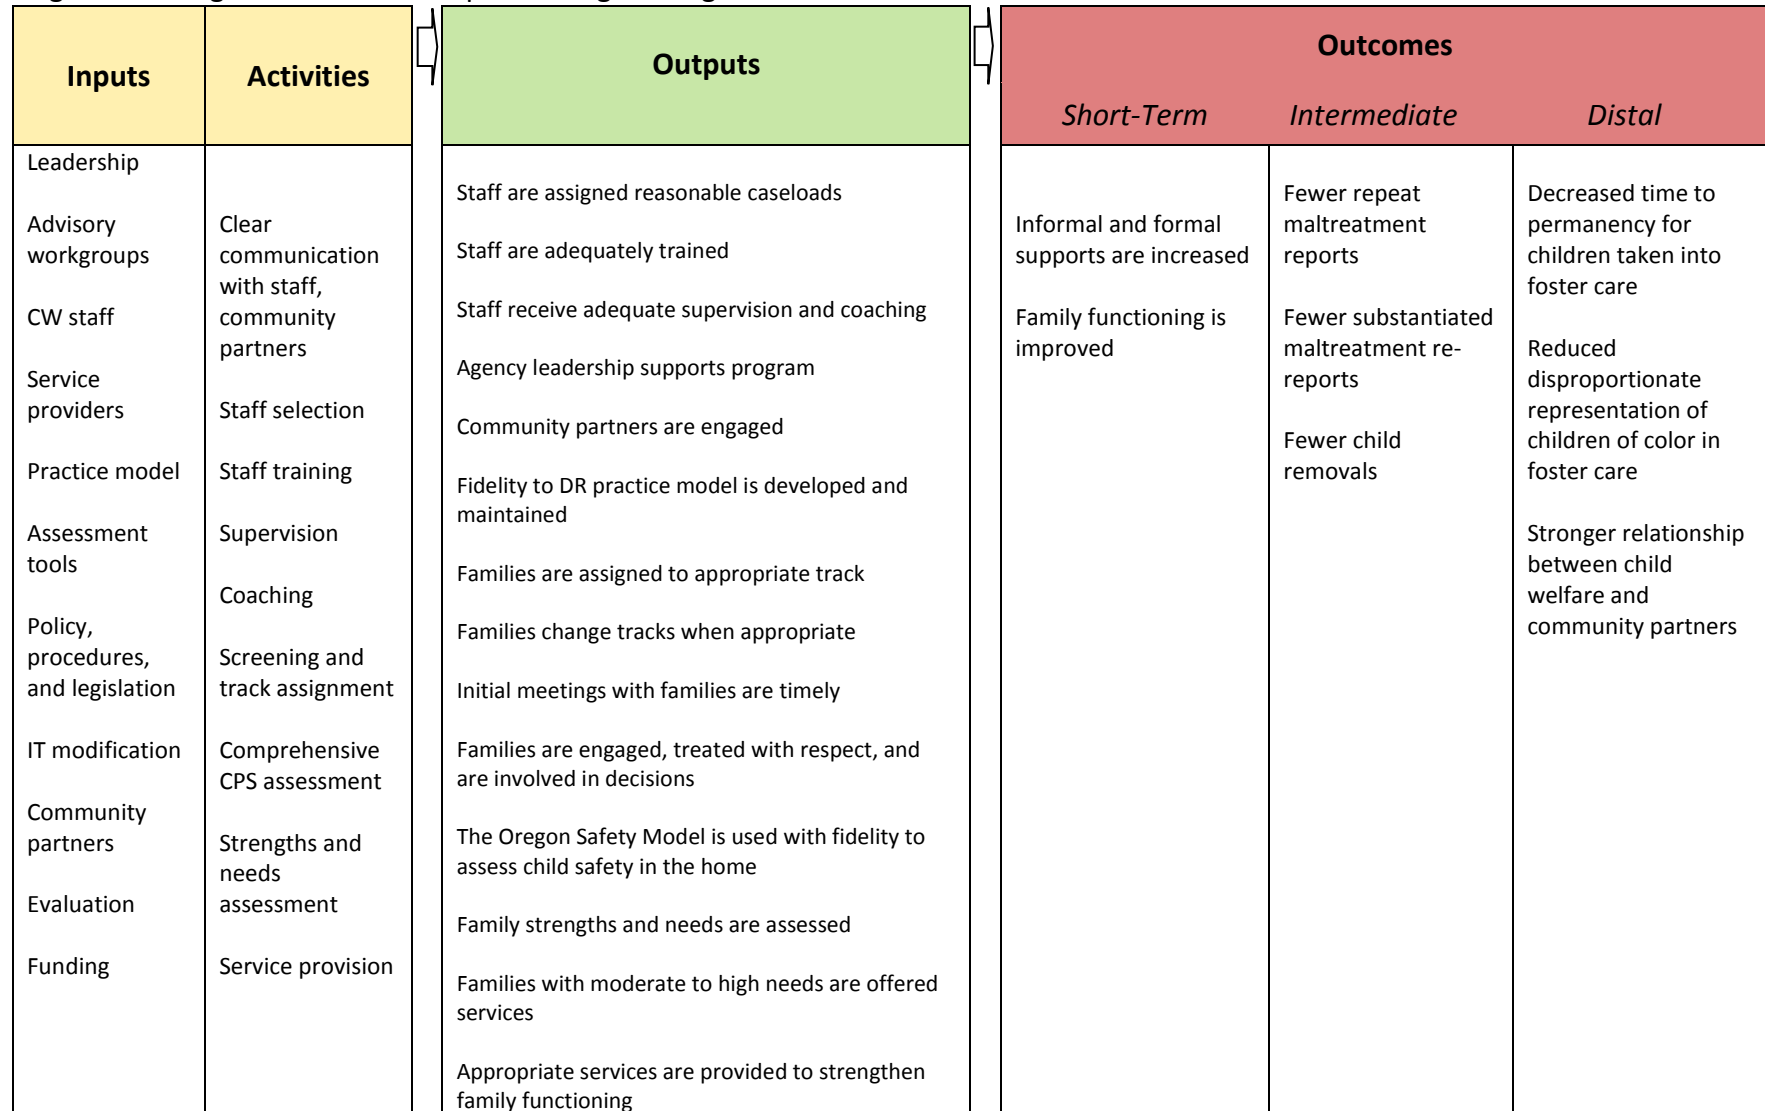 Inputs
Activities
Outputs
Outcomes
Short-Term
Intermediate
Distal
Leadership
Advisory
workgroups
CW staff
Service
providers
Practice model
Assessment
tools
Policy,
procedures,
and legislation
IT modification
Community
partners
Evaluation
Funding
Clear
communication
with staff,
community
partners
Staff selection
Staff training
Supervision
Coaching
Screening and
track assignment
Comprehensive
CPS assessment
Strengths and
needs
assessment
Service provision
Staff are assigned reasonable caseloads
Staff are adequately trained
Staff receive adequate supervision and coaching
Agency leadership supports program
Community partners are engaged
Fidelity to DR practice model is developed and
maintained
Families are assigned to appropriate track
Families change tracks when appropriate
Initial meetings with families are timely
Families are engaged, treated with respect, and
are involved in decisions
The Oregon Safety Model is used with fidelity to
assess child safety in the home
Family strengths and needs are assessed
Families with moderate to high needs are offered
services
Appropriate services are provided to strengthen
family functioning
Informal and formal
supports are increased
Family functioning is
improved
Fewer repeat
maltreatment
reports
Fewer substantiated
maltreatment re-
reports
Fewer child
removals
Decreased time to
permanency for
children taken into
foster care
Reduced
disproportionate
representation of
children of color in
foster care
Stronger relationship
between child
welfare and
community partners